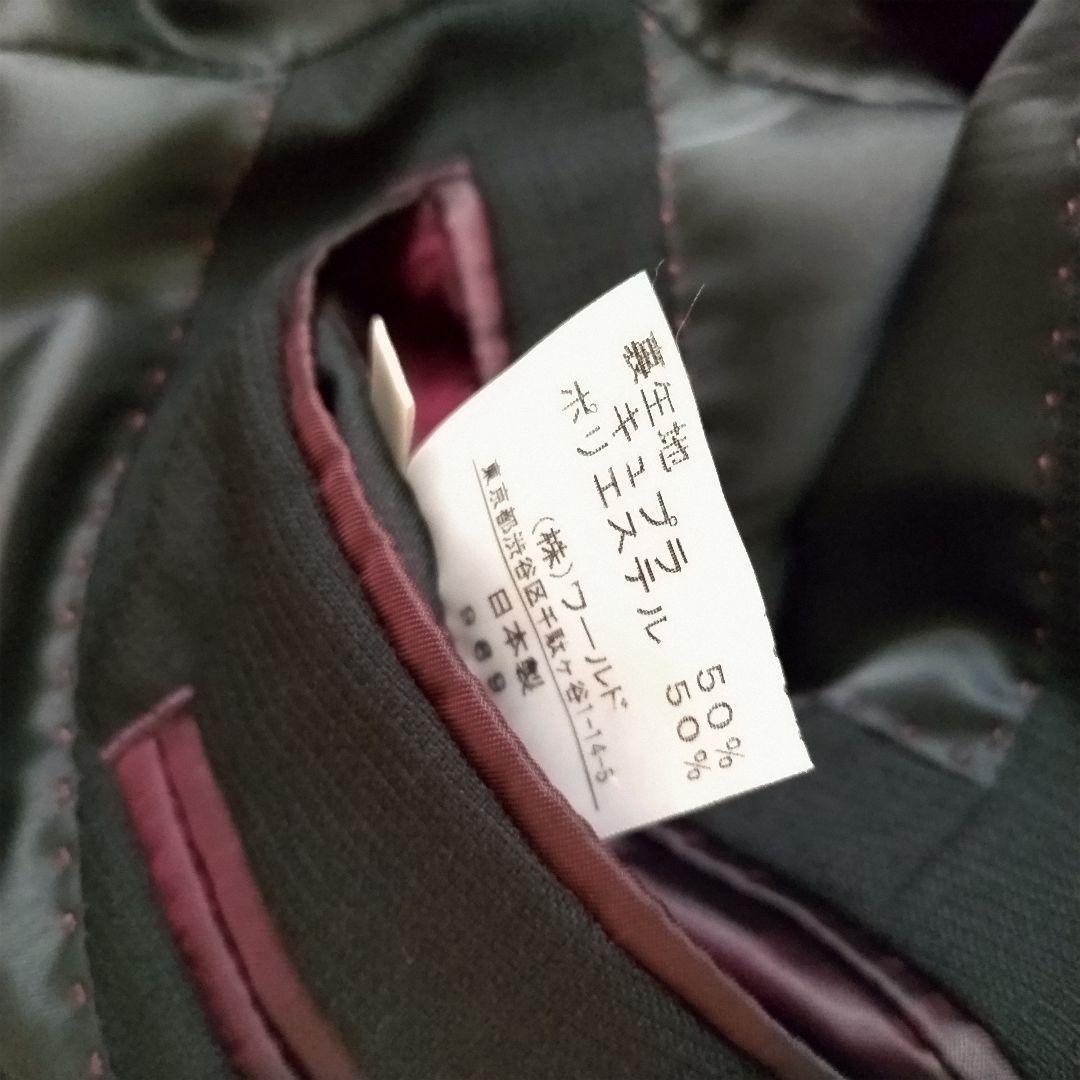 裏生地 キュプラ 50%
ポリエステル 50%
(株)ワールド
東京都渋谷区千駄ヶ谷1-14-5
日本製